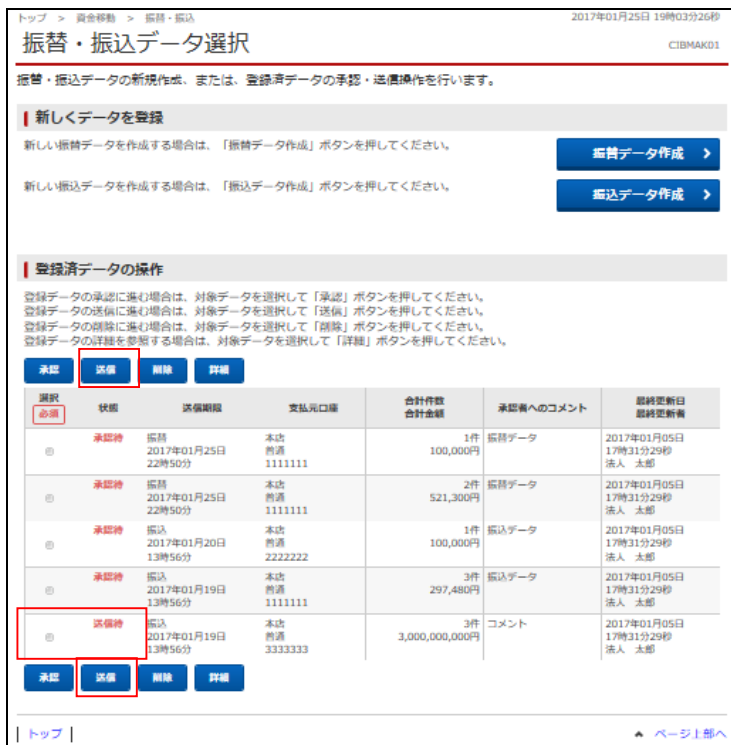 トップ > 資金移動 > 振替・振込
2017年01月25日 19時03分26秒
振替・振込データ選択
CIBMAK01
振替・振込データの新規作成、または、登録済データの承認・送信操作を行います。
新しくデータを登録
新しい振替データを作成する場合は、「振替データ作成」ボタンを押してください。
振替データ作成
新しい振込データを作成する場合は、「振込データ作成」ボタンを押してください。
振込データ作成
登録済データの操作
登録データの承認に進む場合は、対象データを選択して「承認」ボタンを押してください。
登録データの送信に進む場合は、対象データを選択して「送信」ボタンを押してください。
登録データの削除に進む場合は、対象データを選択して「削除」ボタンを押してください。
登録データの詳細を参照する場合は、対象データを選択して「詳細」ボタンを押してください。
承認 送信 削除 詳細
選択 合計件数 最終更新日
必須 状態 送信期限 支払元口座 合計金額 承認者へのコメント 最終更新者
承認待 振替 本店 1件 振替データ 2017年01月05日
2017年01月25日 普通 100,000円 17時31分29秒
22時50分 1111111 法人 太郎
承認待 振替 本店 2件 振替データ 2017年01月05日
2017年01月25日 普通 521,300円 17時31分29秒
22時50分 1111111 法人 太郎
承認待 振込 本店 1件 振込データ 2017年01月05日
2017年01月20日 普通 100,000円 17時31分29秒
13時56分 2222222 法人 太郎
承認待 振込 本店 3件 振込データ 2017年01月05日
2017年01月19日 普通 297,480円 17時31分29秒
13時56分 1111111 法人 太郎
送信待 振込 本店 3件 コメント 2017年01月05日
2017年01月19日 普通 3,000,000,000円 17時31分29秒
13時56分 3333333 法人 太郎
承認 送信 削除 詳細
トップ
ページ上部へ